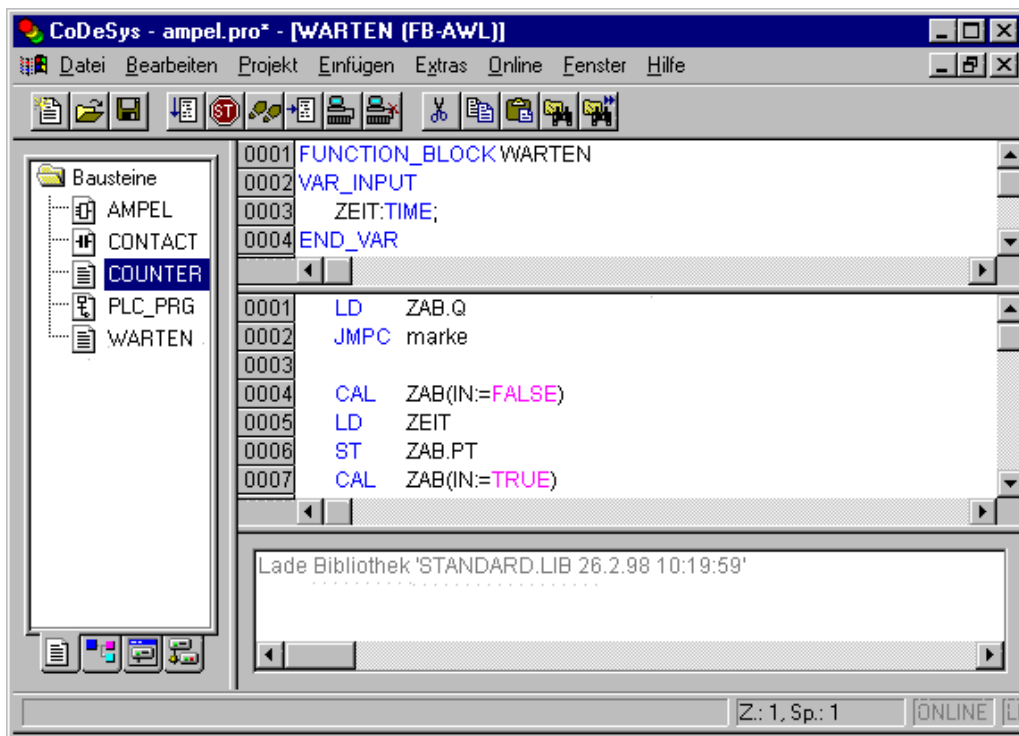 CoDeSys - ampel.pro* - [WARTEN (FB-AWL)]
Datei Bearbeiten Projekt Einfügen Extras Online Fenster Hilfe
ST
Bausteine
AMPEL
CONTACT
COUNTER
PLC_PRG
WARTEN
0001 FUNCTION_BLOCK WARTEN
0002 VAR_INPUT
0003 ZEIT:TIME;
0004 END_VAR
0001 LD ZAB.Q
0002 JMPC marke
0003
0004 CAL ZAB(IN:=FALSE)
0005 LD ZEIT
0006 ST ZAB.PT
0007 CAL ZAB(IN:=TRUE)
Lade Bibliothek 'STANDARD.LIB 26.2.98 10:19:59'
Z.: 1, Sp.: 1 ONLINE